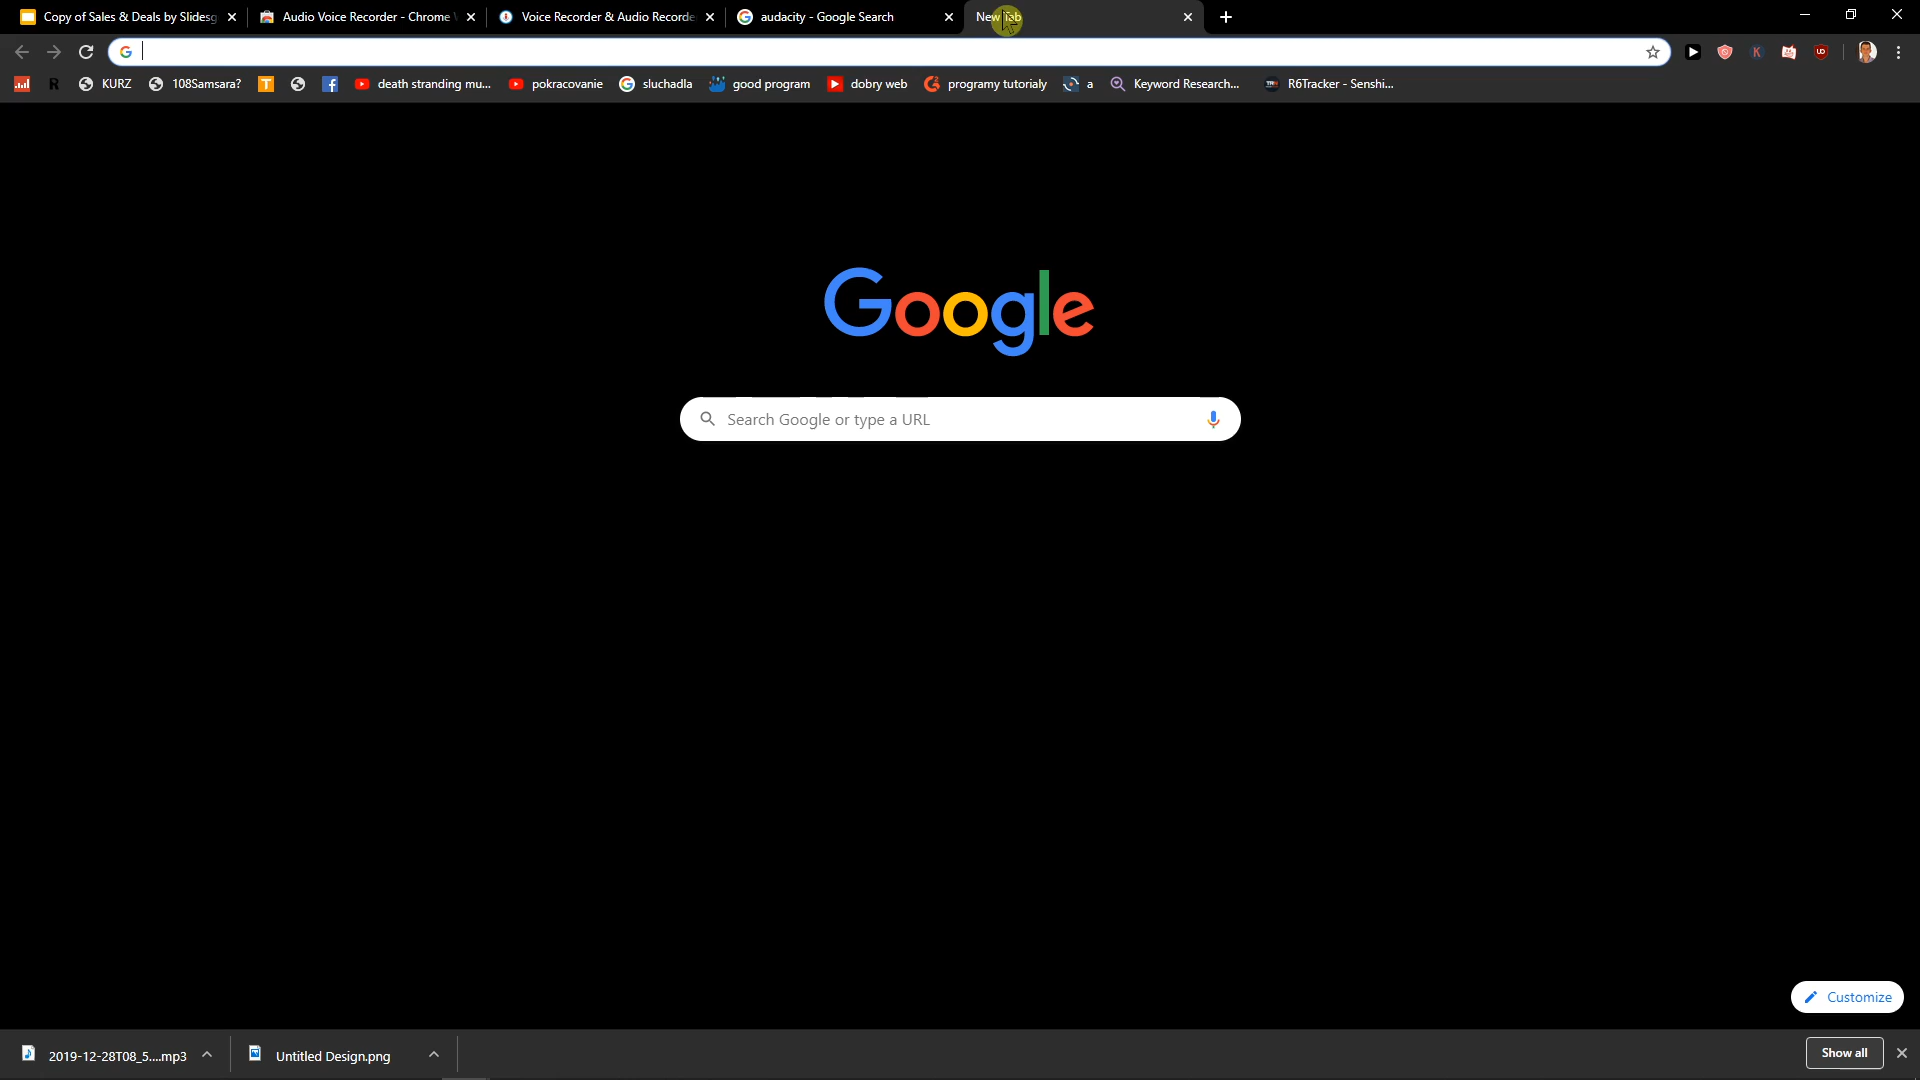 Copy of Sales & Deals by Slidesg
Audio Voice Recorder - Chrome
Voice Recorder & Audio Recorde
audacity - Google Search
New Tab
KURZ
108Samsara?
death stranding mu...
pokracovanie
sluchadla
good program
dobry web
programy tutorialy
a
Keyword Research...
R6Tracker - Senshi...
Google
Search Google or type a URL
Customize
2019-12-28T08_5....mp3
Untitled Design.png
Show all